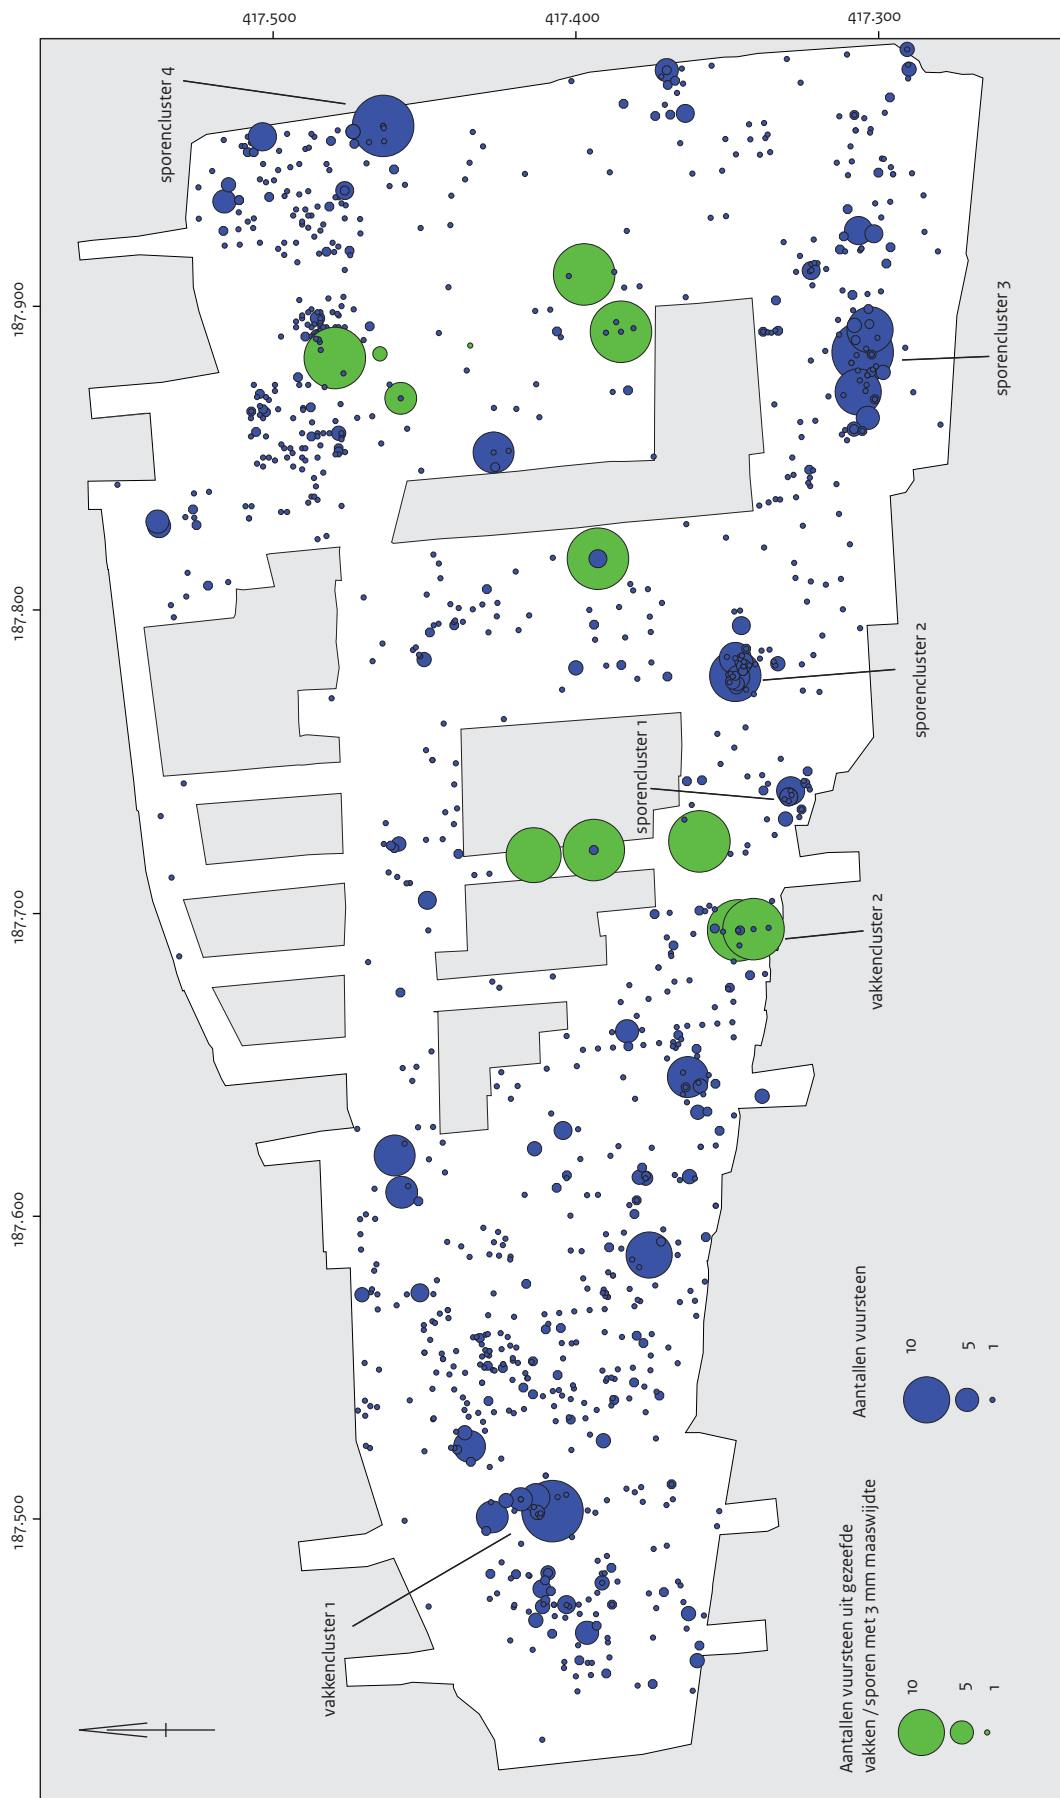 417.500
417.400
417.300
187.900
187.800
187.700
187.600
187.500
sporencluster 4
sporencluster 3
sporencluster 2
sporencluster 1
vakkencluster 2
vakkencluster 1
Aantallen vuursteen uit gezeefde
vakken / sporen met 3 mm maaswijdte
10
5
1
Aantallen vuursteen
10
5
1